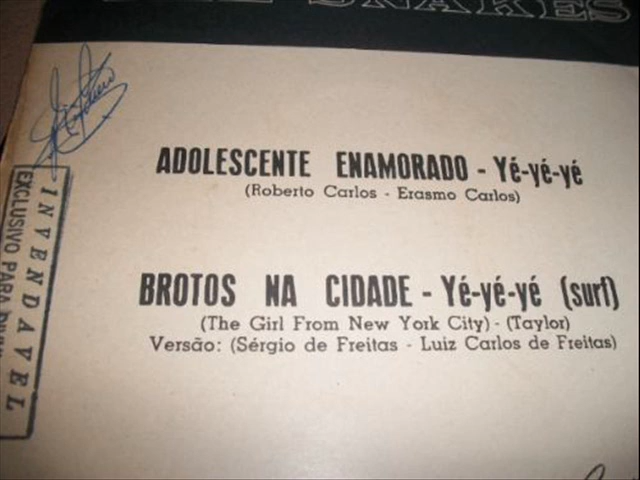 SNAKES
ADOLESCENTE ENAMORADO - Yé-yé-yé
(Roberto Carlos - Erasmo Carlos)
BROTOS NA CIDADE - Yé-yé-yé (surf)
(The Girl From New York City) - (Taylor)
Versão: (Sérgio de Freitas - Luiz Carlos de Freitas)
INVENDAVEL
EXCLUSIVO PARA